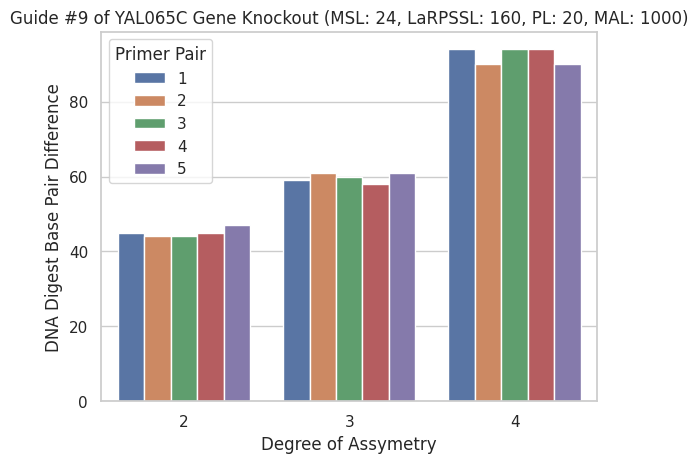 Guide #9 of YAL065C Gene Knockout (MSL: 24, LaRPSSL: 160, PL: 20, MAL: 1000)
Primer Pair
1
2
3
4
5
DNA Digest Base Pair Difference
80
60
40
20
0
2 3 4
Degree of Assymetry